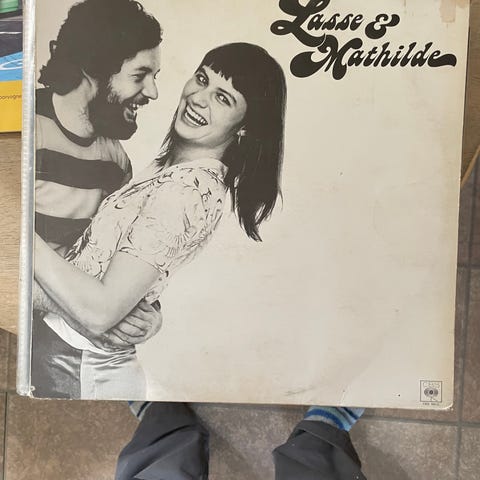 Lasse &
Mathilde
CBS